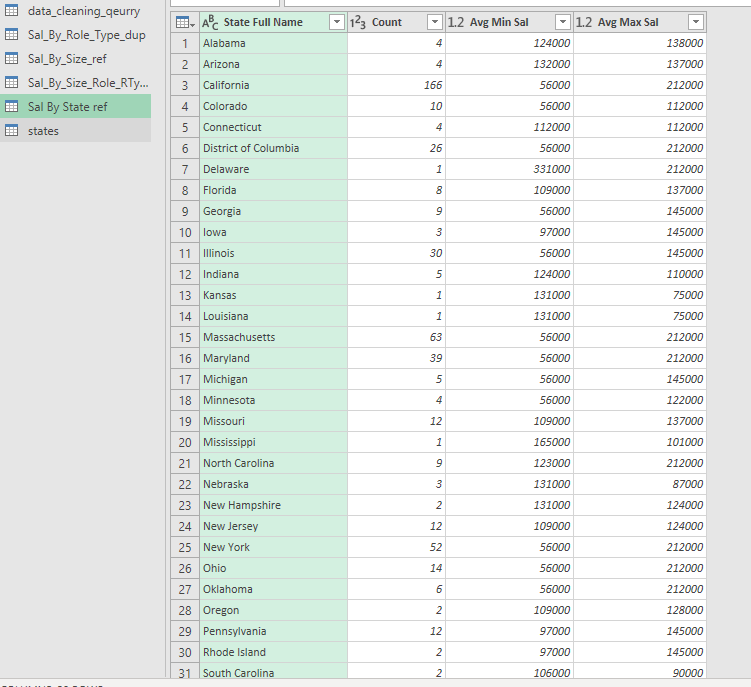 data_cleaning_qeurry
Sal_By_Role_Type_dup
Sal_By_Size_ref
Sal_By_Size_Role_RTy...
Sal By State ref
states
ABC State Full Name 123 Count 1.2 Avg Min Sal 1.2 Avg Max Sal
1 Alabama 4 124000 138000
2 Arizona 4 132000 137000
3 California 166 56000 212000
4 Colorado 10 56000 112000
5 Connecticut 4 112000 112000
6 District of Columbia 26 56000 212000
7 Delaware 1 331000 212000
8 Florida 8 109000 137000
9 Georgia 9 56000 145000
10 Iowa 3 97000 145000
11 Illinois 30 56000 145000
12 Indiana 5 124000 110000
13 Kansas 1 131000 75000
14 Louisiana 1 131000 75000
15 Massachusetts 63 56000 212000
16 Maryland 39 56000 212000
17 Michigan 5 56000 145000
18 Minnesota 4 56000 122000
19 Missouri 12 109000 137000
20 Mississippi 1 165000 101000
21 North Carolina 9 123000 212000
22 Nebraska 3 131000 87000
23 New Hampshire 2 131000 124000
24 New Jersey 12 109000 124000
25 New York 52 56000 212000
26 Ohio 14 56000 212000
27 Oklahoma 6 56000 212000
28 Oregon 2 109000 128000
29 Pennsylvania 12 97000 145000
30 Rhode Island 2 97000 145000
31 South Carolina 2 106000 90000